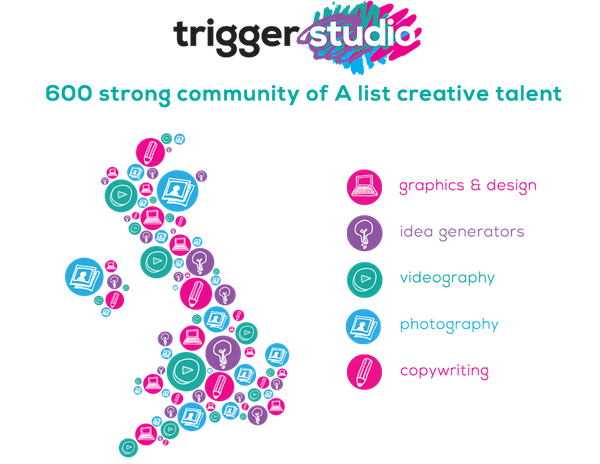 trigger studio
600 strong community of A list creative talent
graphics & design
idea generators
videography
photography
copywriting